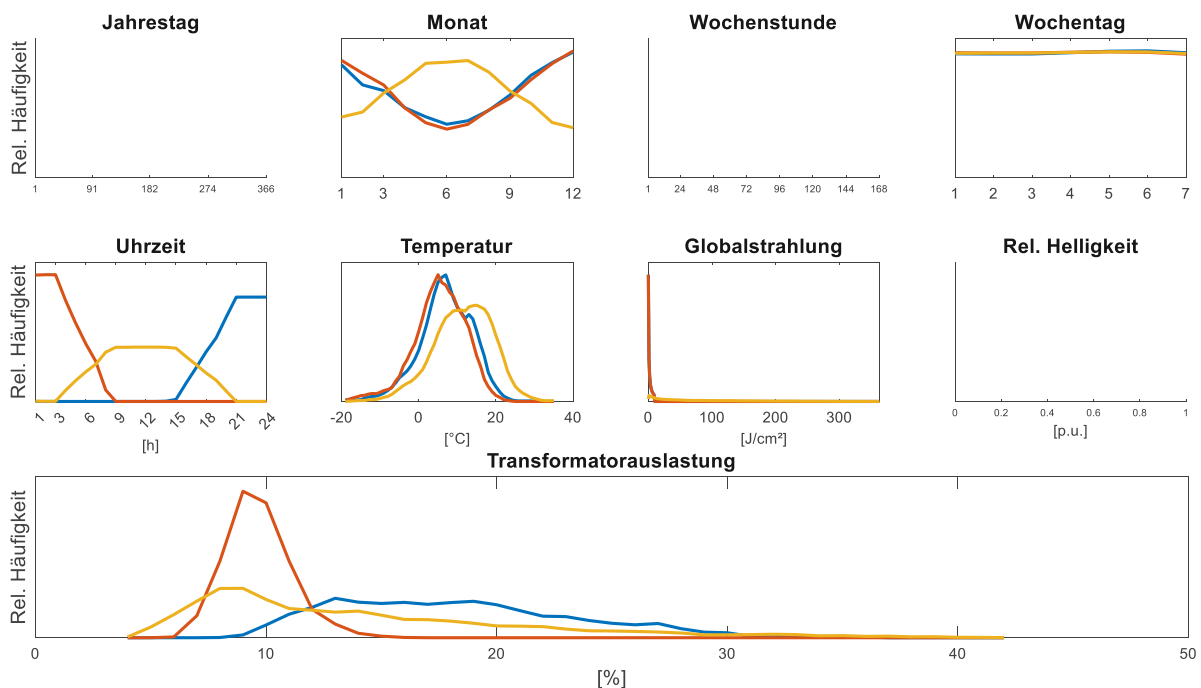 Jahrestag Monat Wochenstunde Wochentag
Rel. Häufigkeit
1 91 182 274 366 1 3 6 9 12 1 24 48 72 96 120 144 168 1 2 3 4 5 6 7
Uhrzeit Temperatur Globalstrahlung Rel. Helligkeit
Rel. Häufigkeit
1 3 6 9 12 15 18 21 24 -20 0 20 40 0 100 200 300 0 0.2 0.4 0.6 0.8 1
[h] [°C] [J/cm²] [p.u.]
Transformatorauslastung
Rel. Häufigkeit
0 10 20 30 40 50
[%]